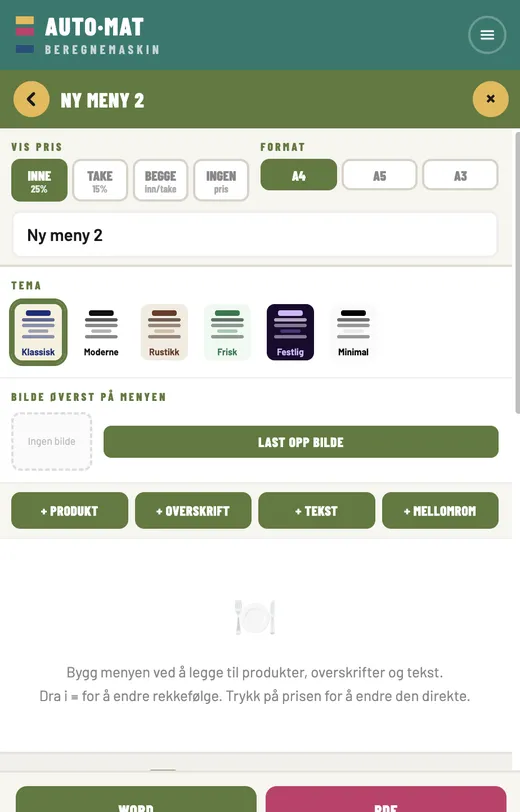 AUTO·MAT
BEREGNEMASKIN
NY MENY 2
VIS PRIS
FORMAT
INNE
25%
TAKE
15%
BEGGE
inn/take
INGEN
pris
A4
A5
A3
Ny meny 2
TEMA
Klassisk
Moderne
Rustikk
Frisk
Festlig
Minimal
BILDE ØVERST PÅ MENYEN
Ingen bilde
LAST OPP BILDE
+ PRODUKT
+ OVERSKRIFT
+ TEKST
+ MELLOMROM
Bygg menyen ved å legge til produkter, overskrifter og tekst.
Dra i ≡ for å endre rekkefølge. Trykk på prisen for å endre den direkte.
WORD
PDF